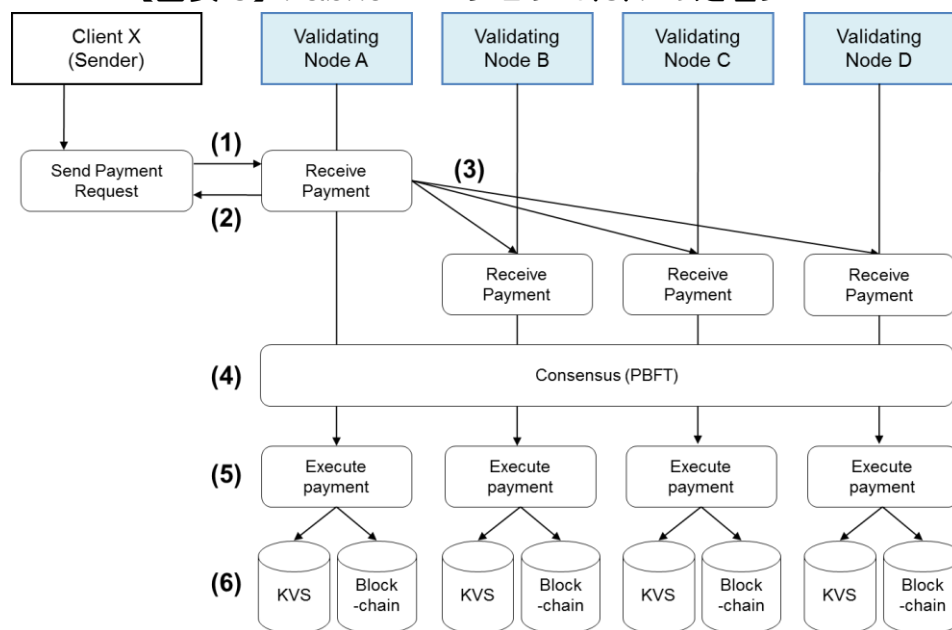 Client X
(Sender)
Validating
Node A
Validating
Node B
Validating
Node C
Validating
Node D
(1)
Send Payment
Request
Receive
Payment
(3)
(2)
Receive
Payment
Receive
Payment
Receive
Payment
(4)
Consensus (PBFT)
(5)
Execute
payment
Execute
payment
Execute
payment
Execute
payment
(6)
KVS
Block
-chain
KVS
Block
-chain
KVS
Block
-chain
KVS
Block
-chain